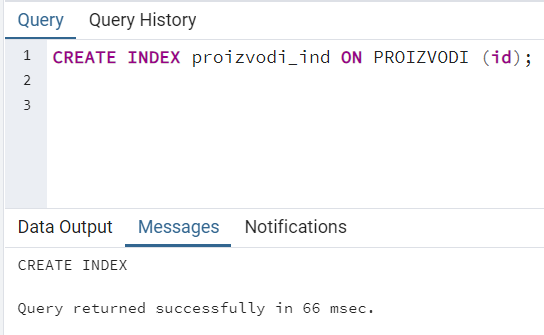 Query Query History
1 CREATE INDEX proizvodi_ind ON PROIZVODI (id);
2
3
Data Output Messages Notifications
CREATE INDEX
Query returned successfully in 66 msec.